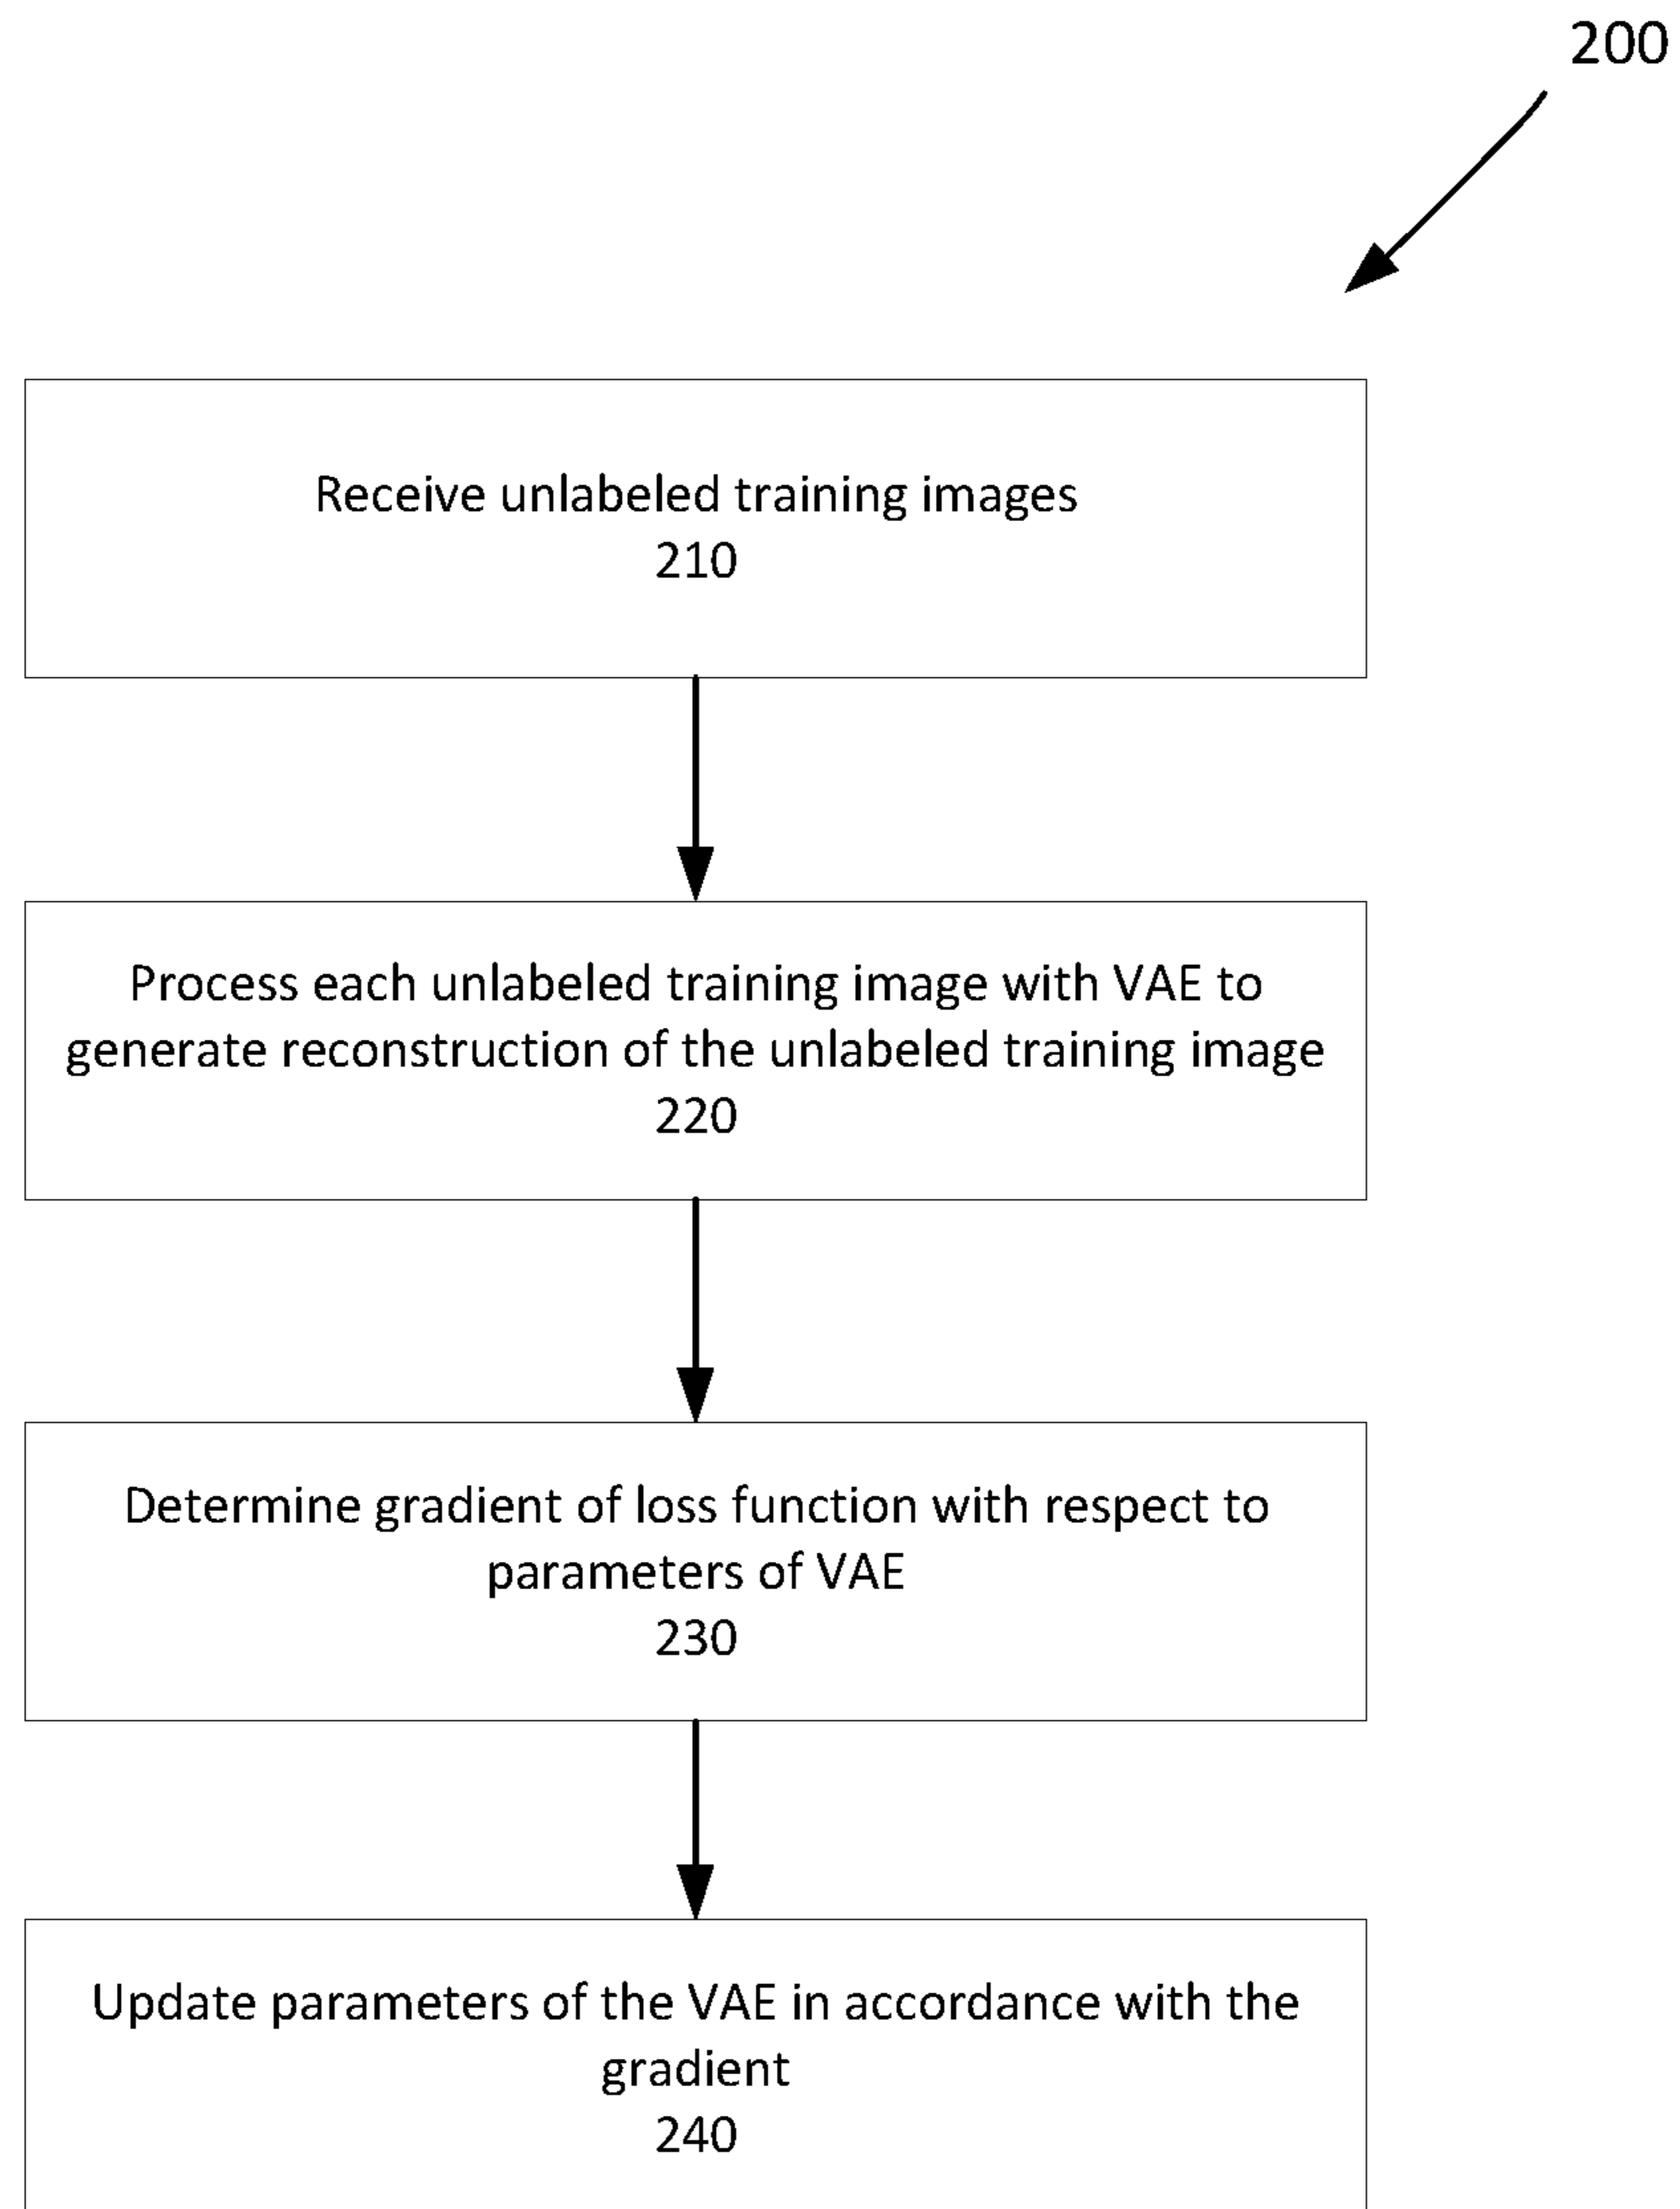 200
Receive unlabeled training images
210
Process each unlabeled training image with VAE to
generate reconstruction of the unlabeled training image
220
Determine gradient of loss function with respect to
parameters of VAE
230
Update parameters of the VAE in accordance with the
gradient
240